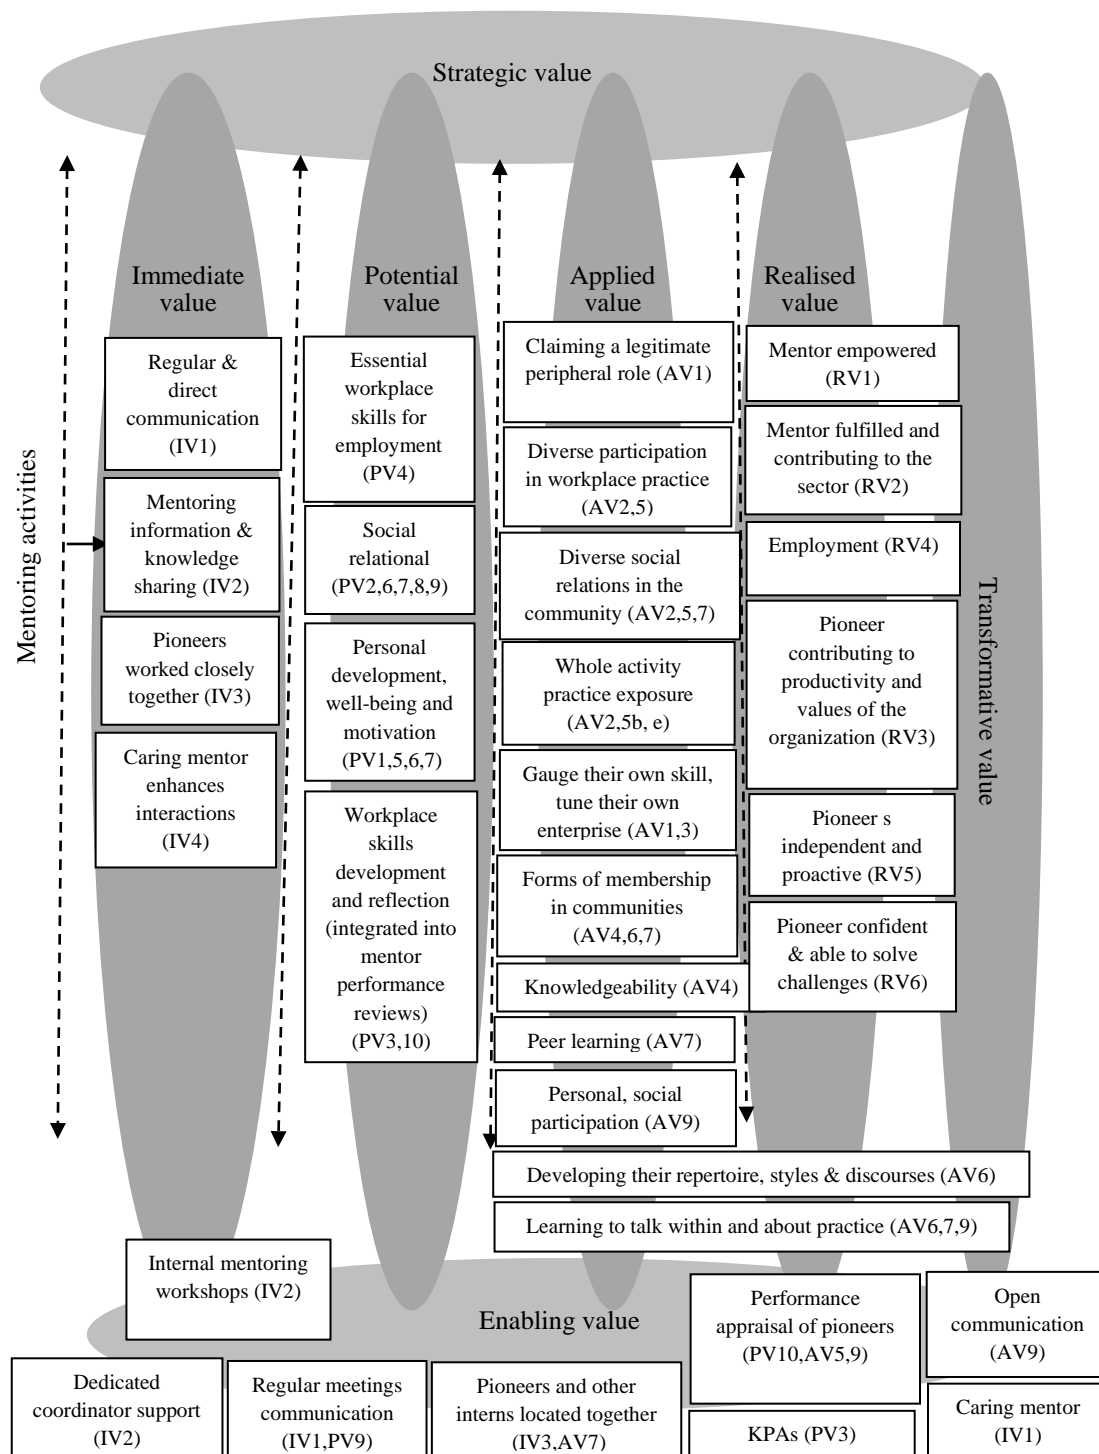 Strategic value
Mentoring activities
Immediate
value
Regular &
direct
communication
(IV1)
Mentoring
information &
knowledge
sharing (IV2)
Pioneers
worked closely
together (IV3)
Caring mentor
enhances
interactions
(IV4)
Potential
value
Essential
workplace
skills for
employment
(PV4)
Social
relational
(PV2,6,7,8,9)
Personal
development,
well-being and
motivation
(PV1,5,6,7)
Workplace
skills
development
and reflection
(integrated into
mentor
performance
reviews)
(PV3,10)
Applied
value
Claiming a legitimate
peripheral role (AV1)
Diverse participation
in workplace practice
(AV2,5)
Diverse social
relations in the
community (AV2,5,7)
Whole activity
practice exposure
(AV2,5b, e)
Gauge their own skill,
tune their own
enterprise (AV1,3)
Forms of membership
in communities
(AV4,6,7)
Knowledgeability (AV4)
Peer learning (AV7)
Personal, social
participation (AV9)
Developing their repertoire, styles & discourses (AV6)
Learning to talk within and about practice (AV6,7,9)
Realised
value
Mentor empowered
(RV1)
Mentor fulfilled and
contributing to the
sector (RV2)
Employment (RV4)
Pioneer
contributing to
productivity and
values of the
organization (RV3)
Pioneer s
independent and
proactive (RV5)
Pioneer confident
& able to solve
challenges (RV6)
Transformative value
Enabling value
Internal mentoring
workshops (IV2)
Dedicated
coordinator support
(IV2)
Regular meetings
communication
(IV1,PV9)
Pioneers and other
interns located together
(IV3,AV7)
Performance
appraisal of pioneers
(PV10,AV5,9)
KPAs (PV3)
Open
communication
(AV9)
Caring mentor
(IV1)